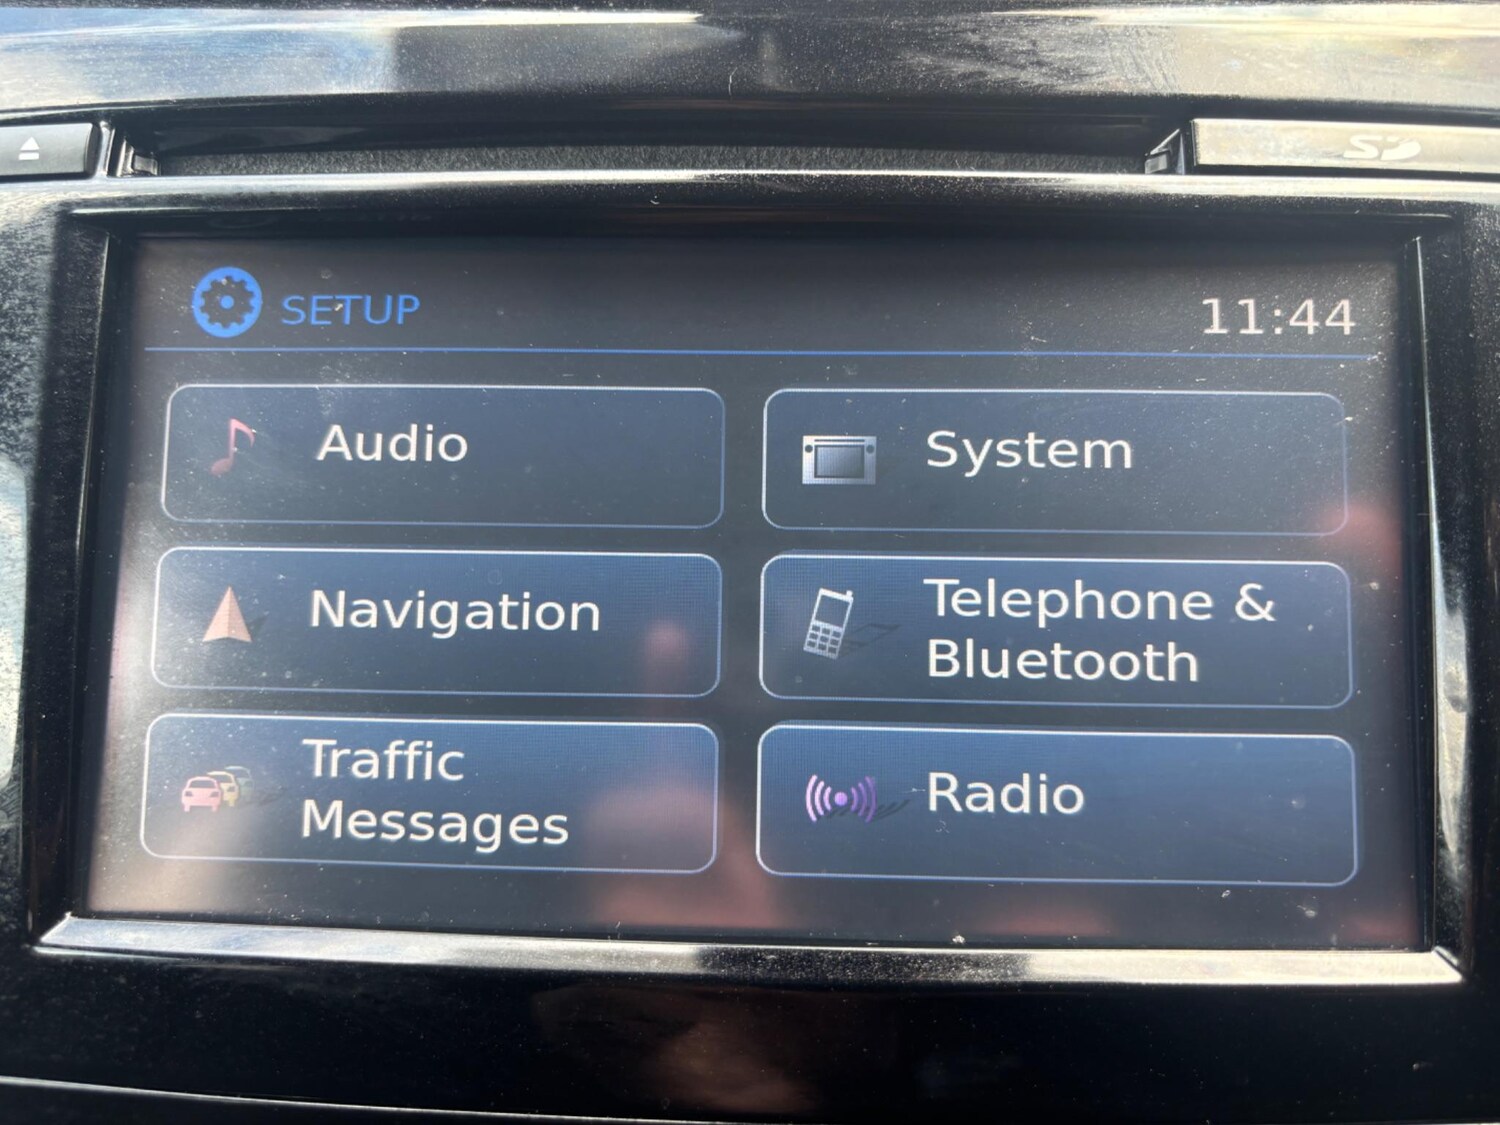 SD
SETUP
11:44
Audio
System
Navigation
Telephone &
Bluetooth
Traffic
Messages
Radio